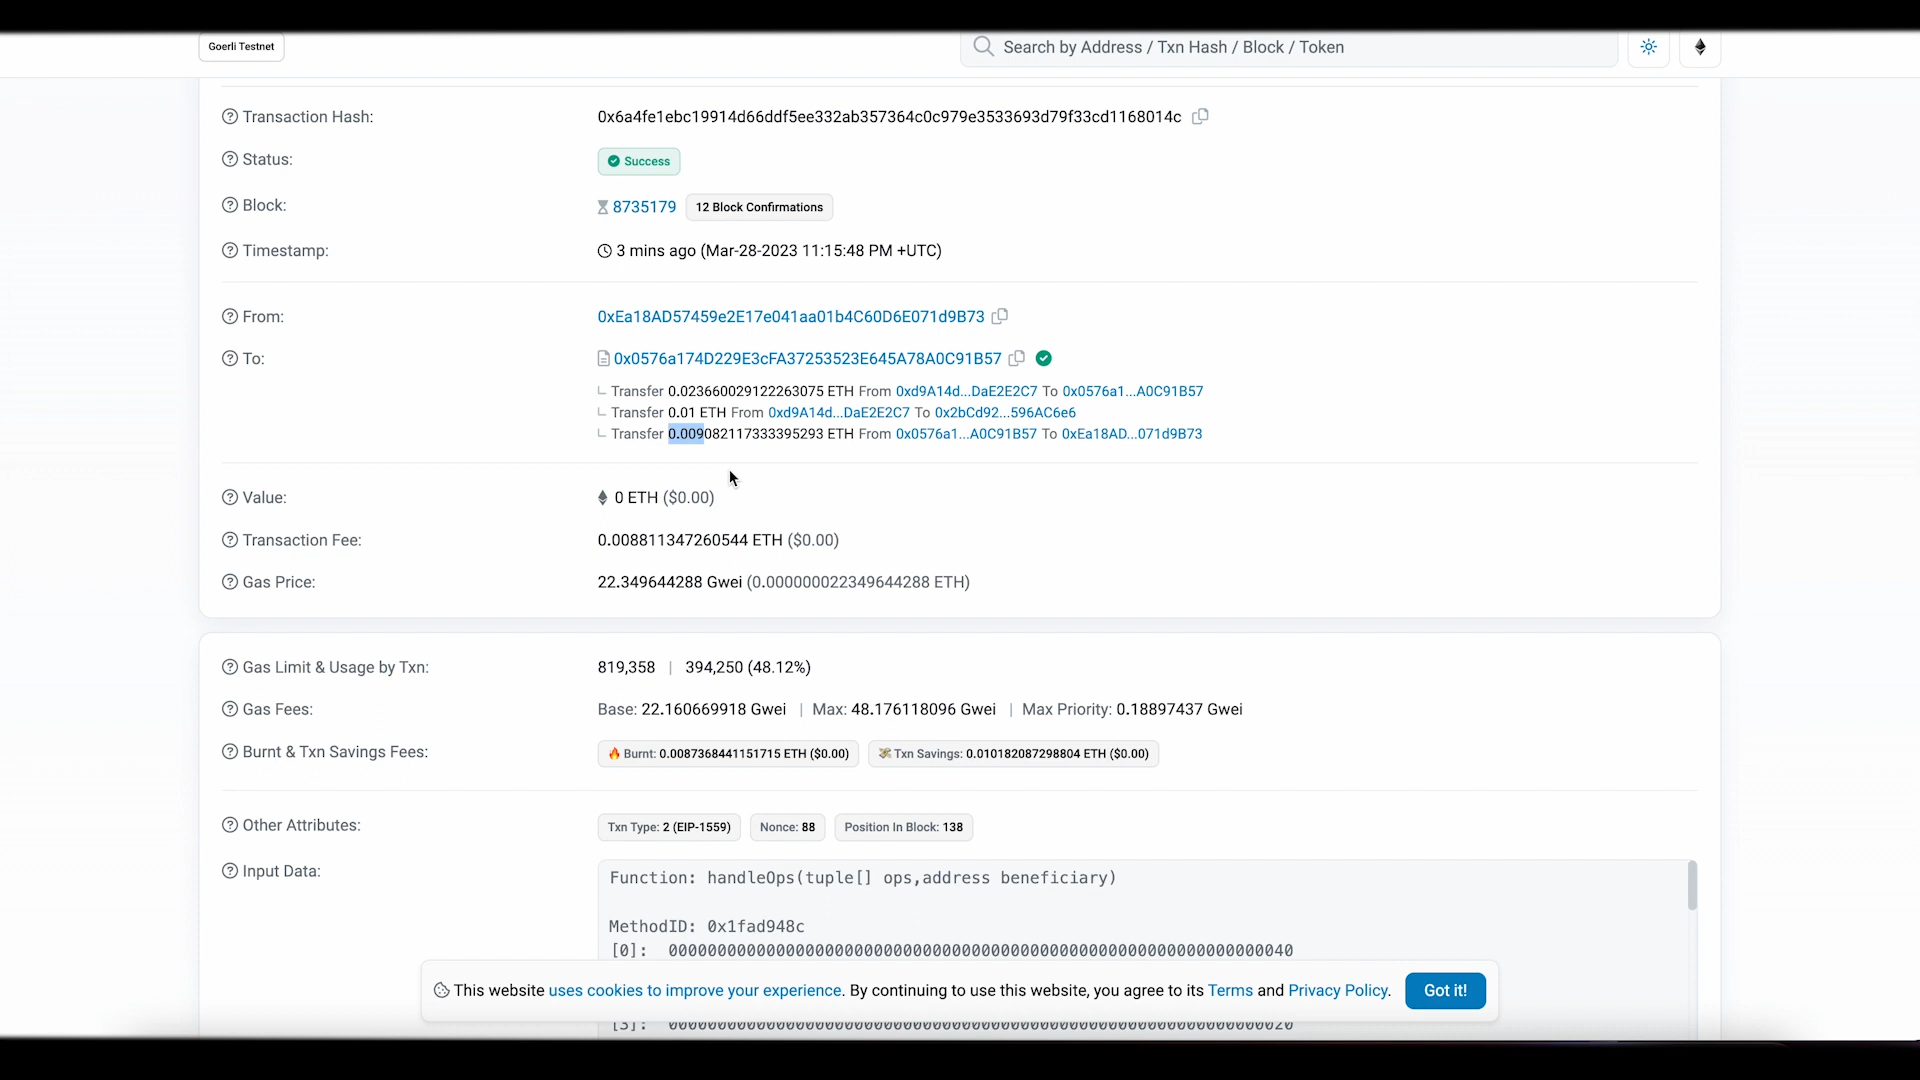 Goerli Testnet
Search by Address / Txn Hash / Block / Token
Transaction Hash: 0x6a4fe1ebc19914d66ddf5ee332ab357364c0c979e3533693d79f33cd1168014c
Status: Success
Block: 8735179 12 Block Confirmations
Timestamp: 3 mins ago (Mar-28-2023 11:15:48 PM +UTC)
From: 0xEa18AD57459e2E17e041aa01b4C60D6E071d9B73
To: 0x0576a174D229E3cFA37253523E645A78A0C91B57
Transfer 0.023660029122263075 ETH From 0xd9A14d...DaE2E2C7 To 0x0576a1...A0C91B57
Transfer 0.01 ETH From 0xd9A14d...DaE2E2C7 To 0x2bCd92...596AC6e6
Transfer 0.009082117333395293 ETH From 0x0576a1...A0C91B57 To 0xEa18AD...071d9B73
Value: 0 ETH ($0.00)
Transaction Fee: 0.008811347260544 ETH ($0.00)
Gas Price: 22.349644288 Gwei (0.000000022349644288 ETH)
Gas Limit & Usage by Txn: 819,358 | 394,250 (48.12%)
Gas Fees: Base: 22.160669918 Gwei | Max: 48.176118096 Gwei | Max Priority: 0.18897437 Gwei
Burnt & Txn Savings Fees: Burnt: 0.0087368441151715 ETH ($0.00) Txn Savings: 0.010182087298804 ETH ($0.00)
Other Attributes: Txn Type: 2 (EIP-1559) Nonce: 88 Position In Block: 138
Input Data: Function: handleOps(tuple[] ops,address beneficiary)
MethodID: 0x1fad948c
[0]: 0000000000000000000000000000000000000000000000000000000000000040
This website uses cookies to improve your experience. By continuing to use this website, you agree to its Terms and Privacy Policy. Got it!
[3]: 0000000000000000000000000000000000000000000000000000000000000020